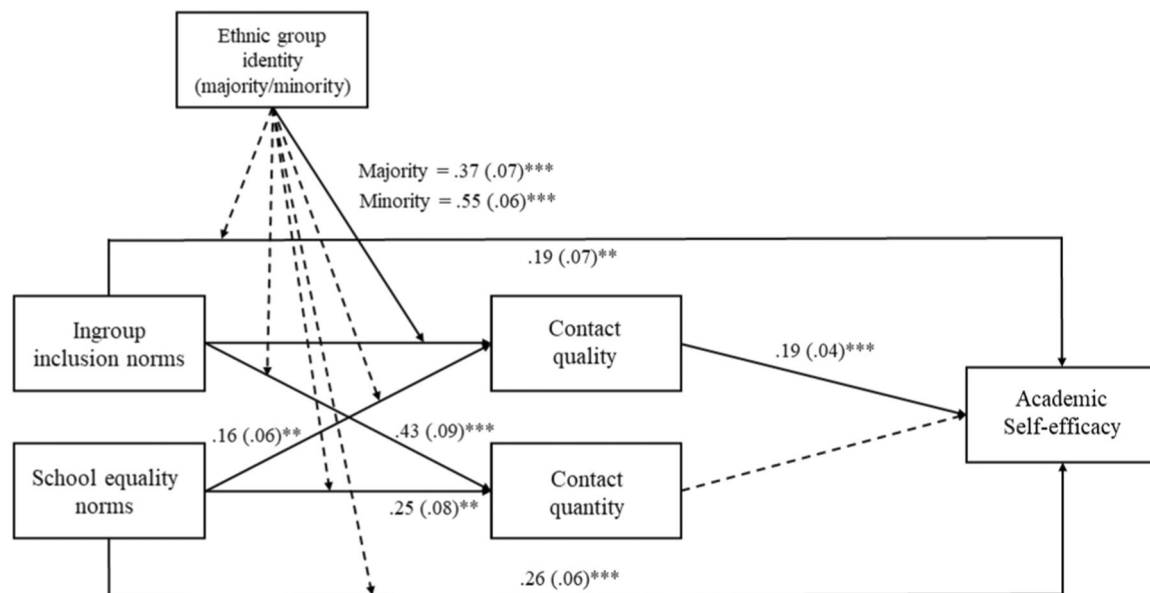 Ethnic group
identity
(majority/minority)
Majority = .37 (.07)***
Minority = .55 (.06)***
.19 (.07)**
Ingroup
inclusion norms
Contact
quality
.19 (.04)***
Academic
Self-efficacy
.16 (.06)**
.43 (.09)***
School equality
norms
Contact
quantity
.25 (.08)**
.26 (.06)***